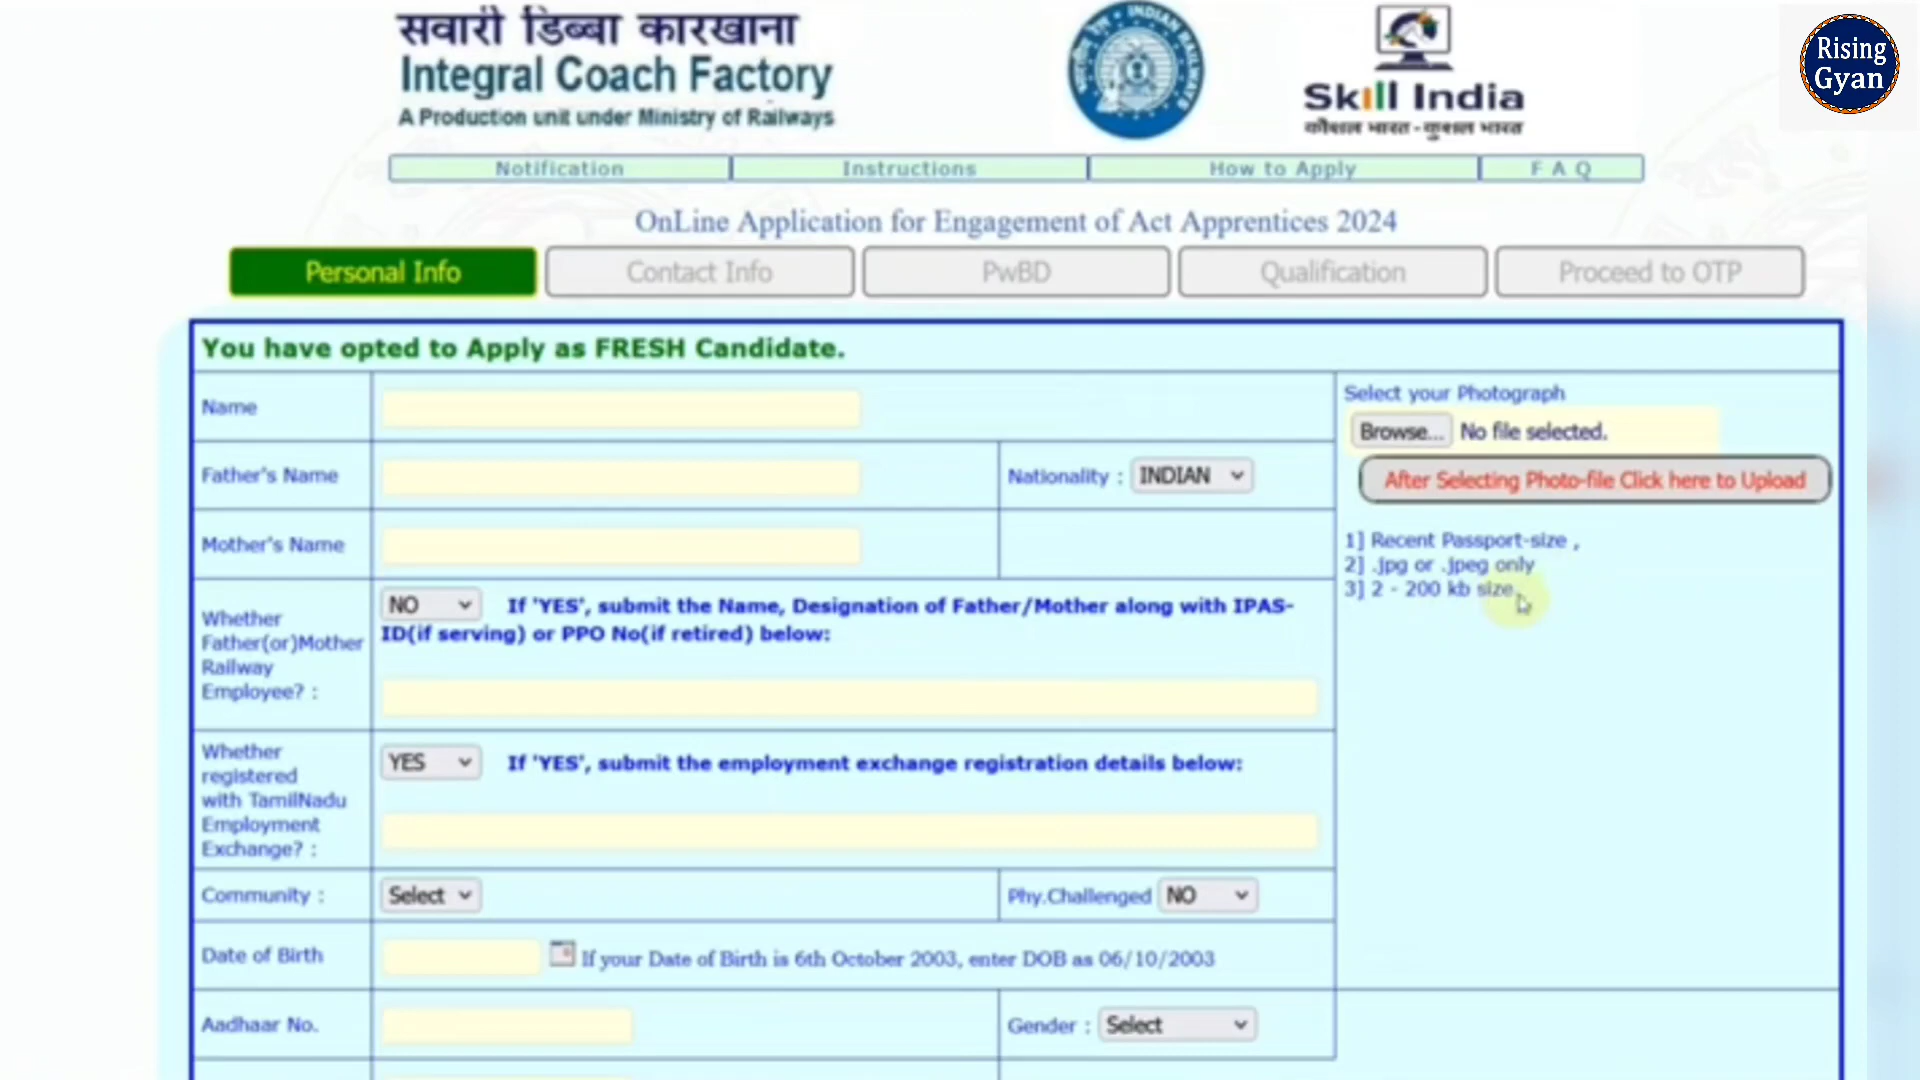 सवारी डिब्बा कारखाना
Integral Coach Factory
A Production unit under Ministry of Railways
INDIAN RAILWAYS
भारतीय रेल
Skill India
कौशल भारत - कुशल भारत
Rising
Gyan
Notification Instructions How to Apply F A Q
OnLine Application for Engagement of Act Apprentices 2024
Personal Info Contact Info PwBD Qualification Proceed to OTP
You have opted to Apply as FRESH Candidate.
Name
Father's Name
Nationality : INDIAN
Mother's Name
Whether
Father(or)Mother
Railway
Employee? :
NO If 'YES', submit the Name, Designation of Father/Mother along with IPAS-
ID(if serving) or PPO No(if retired) below:
Whether
registered
with TamilNadu
Employment
Exchange? :
YES If 'YES', submit the employment exchange registration details below:
Community : Select
Phy.Challenged NO
Date of Birth
If your Date of Birth is 6th October 2003, enter DOB as 06/10/2003
Aadhaar No.
Gender : Select
Select your Photograph
Browse... No file selected.
After Selecting Photo-file Click here to Upload
1] Recent Passport-size ,
2] .jpg or .jpeg only
3] 2 - 200 kb size.